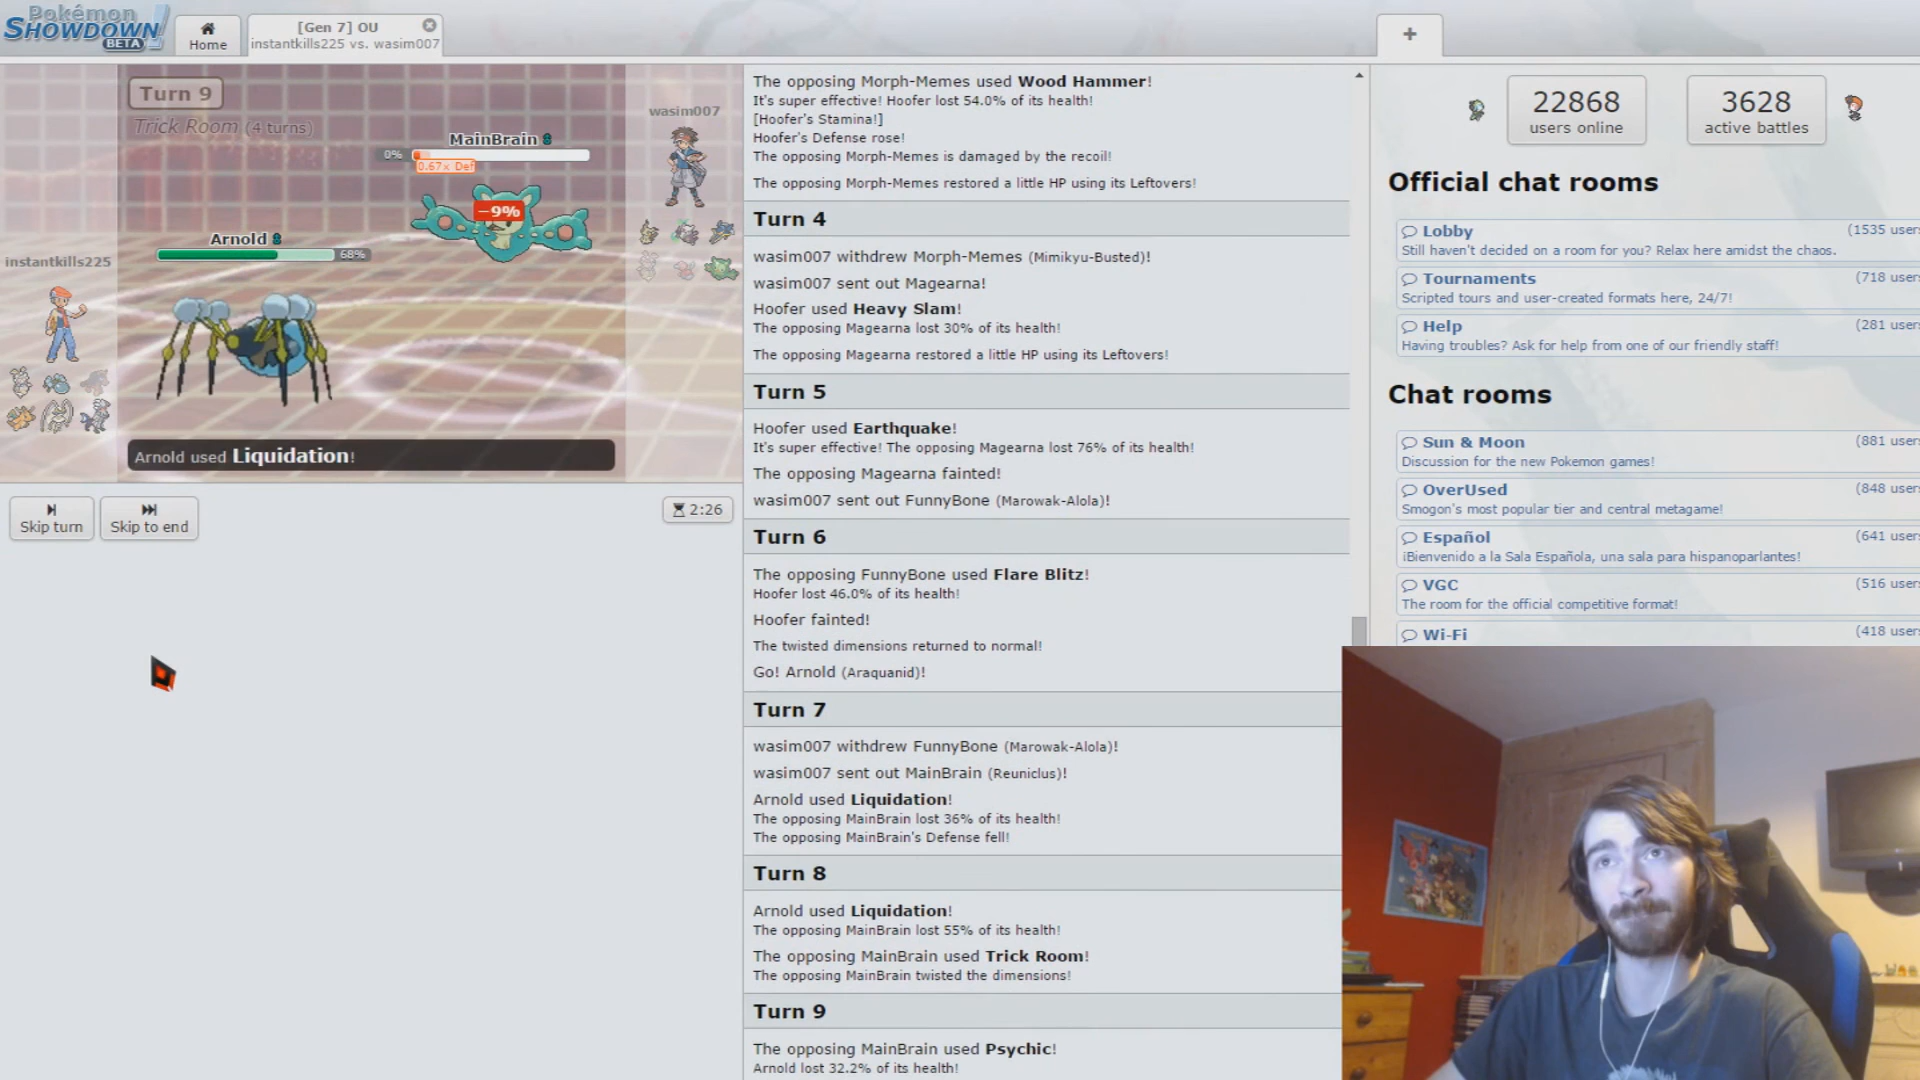 Pokémon
SHOWDOWN!
BETA
Home
[Gen 7] OU
instantkills225 vs. wasim007
+
Turn 9
Trick Room (4 turns)
MainBrain
0%
0.67× Def
−9%
Arnold
68%
instantkills225
wasim007
Arnold used Liquidation!
Skip turn
Skip to end
2:26
The opposing Morph-Memes used Wood Hammer!
It's super effective! Hoofer lost 54.0% of its health!
[Hoofer's Stamina!]
Hoofer's Defense rose!
The opposing Morph-Memes is damaged by the recoil!
The opposing Morph-Memes restored a little HP using its Leftovers!
Turn 4
wasim007 withdrew Morph-Memes (Mimikyu-Busted)!
wasim007 sent out Magearna!
Hoofer used Heavy Slam!
The opposing Magearna lost 30% of its health!
The opposing Magearna restored a little HP using its Leftovers!
Turn 5
Hoofer used Earthquake!
It's super effective! The opposing Magearna lost 76% of its health!
The opposing Magearna fainted!
wasim007 sent out FunnyBone (Marowak-Alola)!
Turn 6
The opposing FunnyBone used Flare Blitz!
Hoofer lost 46.0% of its health!
Hoofer fainted!
The twisted dimensions returned to normal!
Go! Arnold (Araquanid)!
Turn 7
wasim007 withdrew FunnyBone (Marowak-Alola)!
wasim007 sent out MainBrain (Reuniclus)!
Arnold used Liquidation!
The opposing MainBrain lost 36% of its health!
The opposing MainBrain's Defense fell!
Turn 8
Arnold used Liquidation!
The opposing MainBrain lost 55% of its health!
The opposing MainBrain used Trick Room!
The opposing MainBrain twisted the dimensions!
Turn 9
The opposing MainBrain used Psychic!
Arnold lost 32.2% of its health!
22868
users online
3628
active battles
Official chat rooms
Lobby (1535 users
Still haven't decided on a room for you? Relax here amidst the chaos.
Tournaments (718 users
Scripted tours and user-created formats here, 24/7!
Help (281 users
Having troubles? Ask for help from one of our friendly staff!
Chat rooms
Sun & Moon (881 users
Discussion for the new Pokemon games!
OverUsed (848 users
Smogon's most popular tier and central metagame!
Español (641 users
¡Bienvenido a la Sala Española, una sala para hispanoparlantes!
VGC (516 users
The room for the official competitive format!
Wi-Fi (418 users